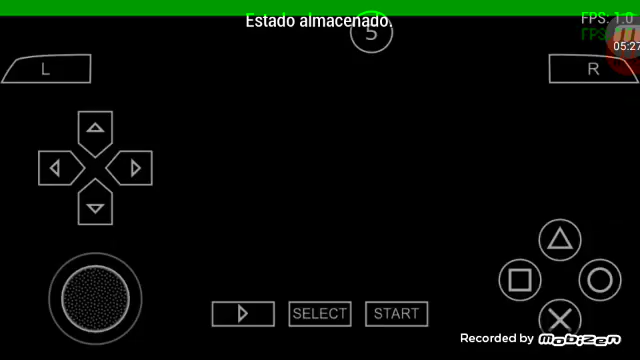 Estado almacenado.
5
FPS: 1.0
05:27
L
R
SELECT
START
Recorded by mobizen